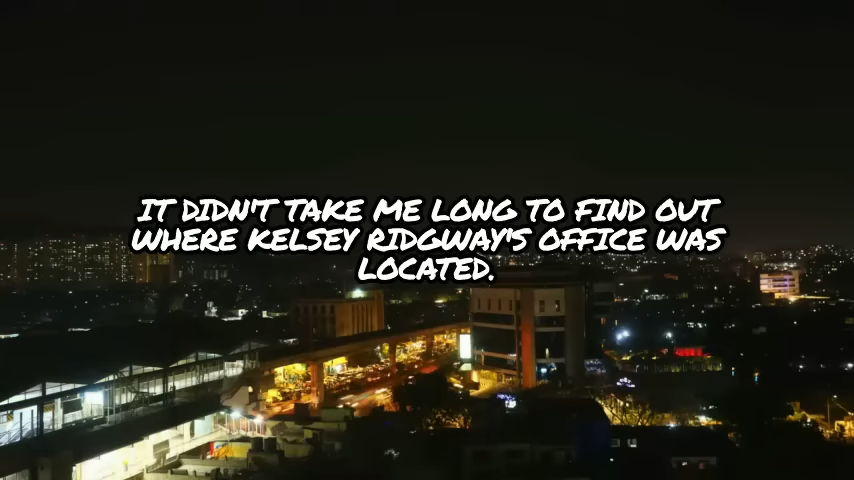 IT DIDN'T TAKE ME LONG TO FIND OUT
WHERE KELSEY RIDGWAY'S OFFICE WAS
LOCATED.